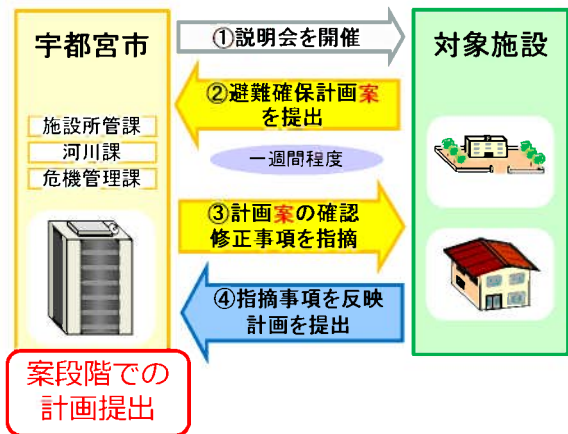 宇都宮市
施設所管課
河川課
危機管理課
①説明会を開催
②避難確保計画案
を提出
一週間程度
③計画案の確認
修正事項を指摘
④指摘事項を反映
計画を提出
対象施設
案段階での
計画提出